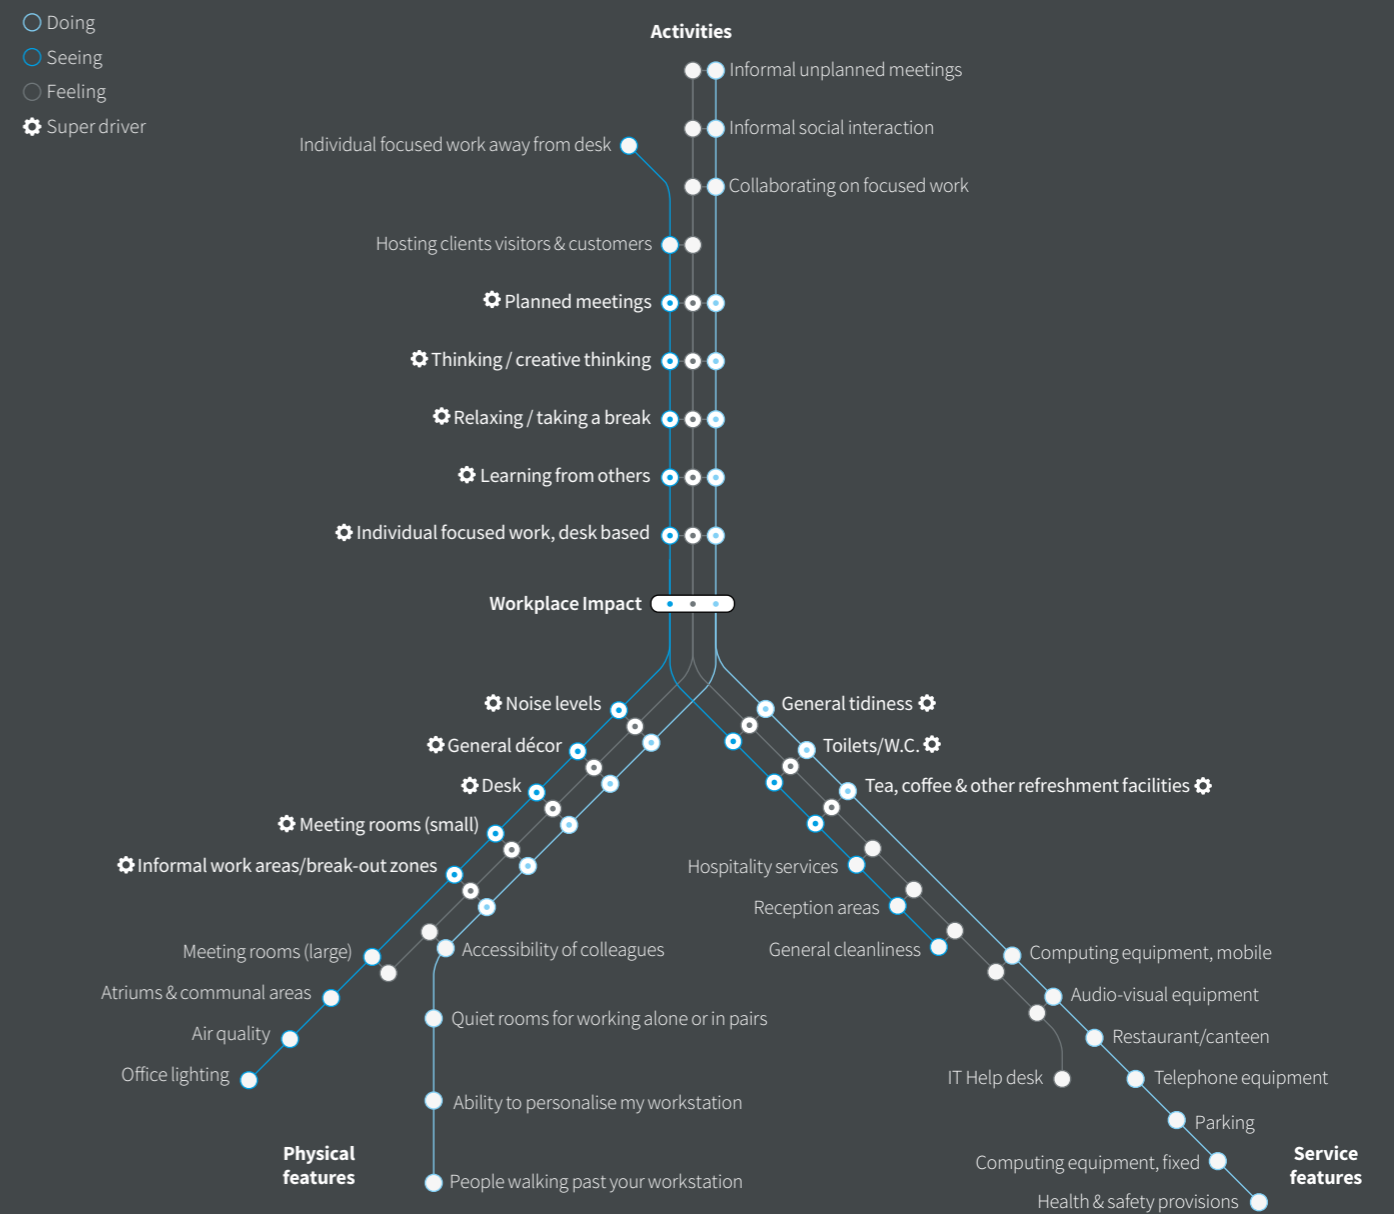 Doing
Seeing
Feeling
Super driver
Activities
Informal unplanned meetings
Informal social interaction
Individual focused work away from desk
Collaborating on focused work
Hosting clients visitors & customers
Planned meetings
Thinking / creative thinking
Relaxing / taking a break
Learning from others
Individual focused work, desk based
Workplace Impact
Noise levels
General décor
Desk
Meeting rooms (small)
Informal work areas/break-out zones
Meeting rooms (large)
Atriums & communal areas
Air quality
Office lighting
Accessibility of colleagues
Quiet rooms for working alone or in pairs
Ability to personalise my workstation
People walking past your workstation
Physical
features
General tidiness
Toilets/W.C.
Tea, coffee & other refreshment facilities
Hospitality services
Reception areas
General cleanliness
Computing equipment, mobile
Audio-visual equipment
Restaurant/canteen
IT Help desk
Telephone equipment
Parking
Computing equipment, fixed
Health & safety provisions
Service
features